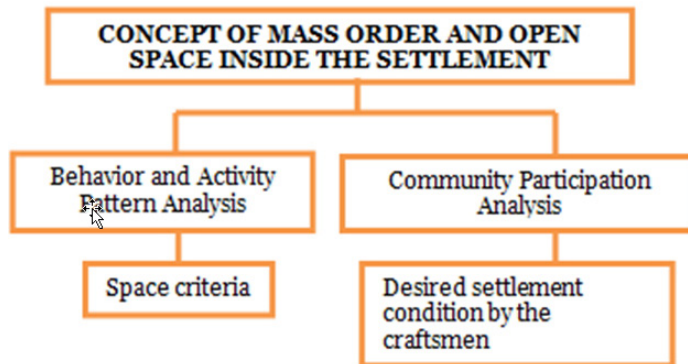 CONCEPT OF MASS ORDER AND OPEN
SPACE INSIDE THE SETTLEMENT
Behavior and Activity
Pattern Analysis
Community Participation
Analysis
Space criteria
Desired settlement
condition by the
craftsmen